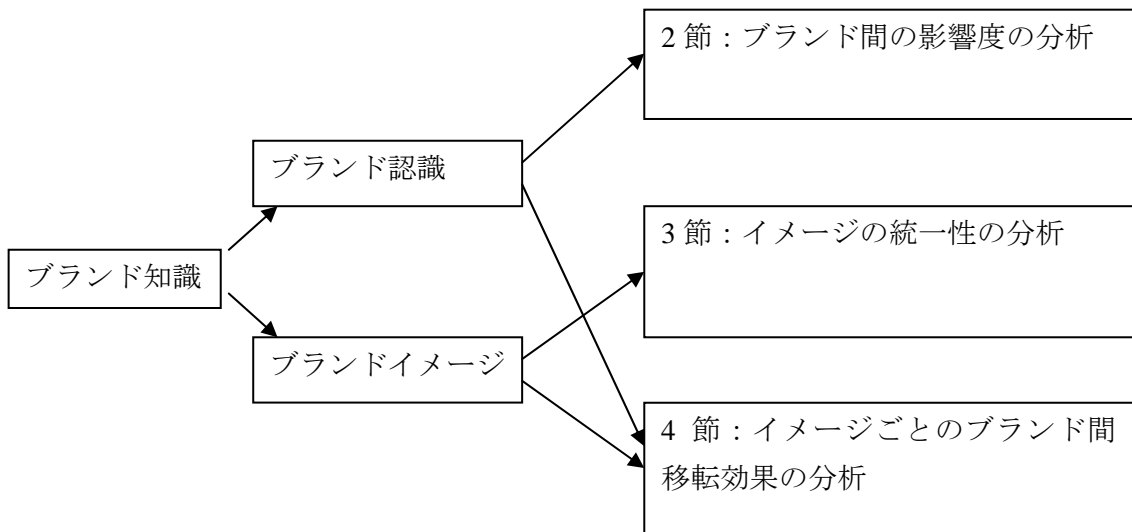 2 節：ブランド間の影響度の分析
ブランド認識
3 節：イメージの統一性の分析
ブランド知識
ブランドイメージ
4 節：イメージごとのブランド間
移転効果の分析